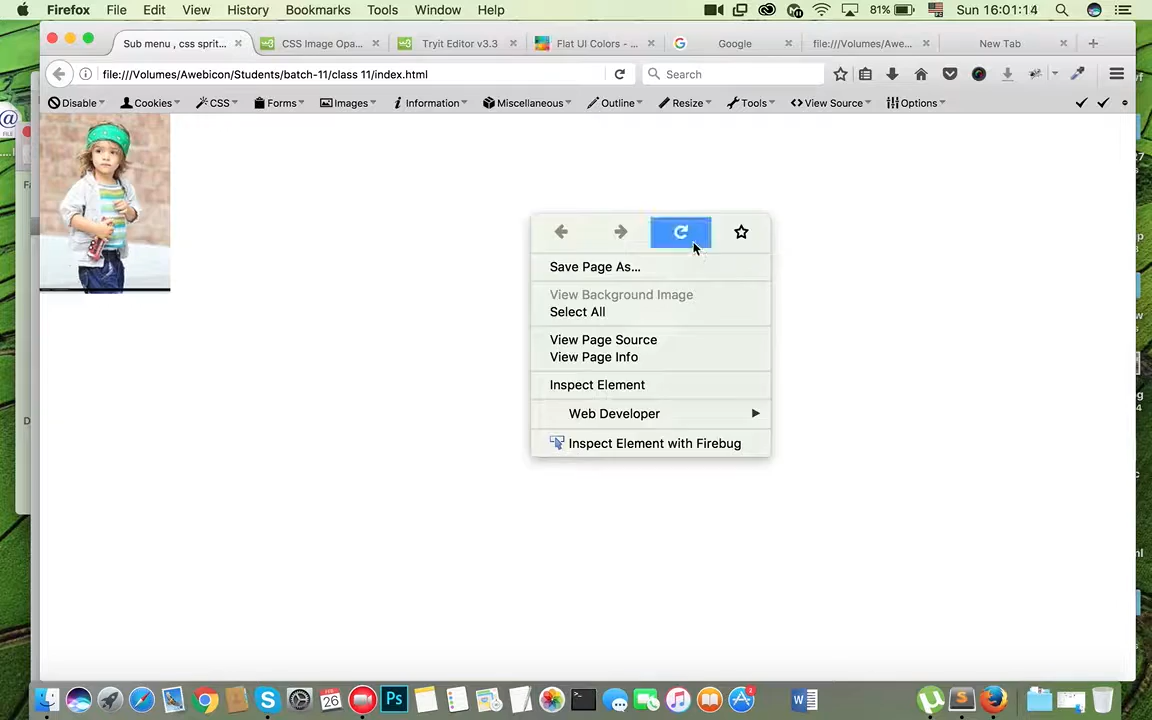 Firefox File Edit View History Bookmarks Tools Window Help 81% Sun 16:01:14
Sub menu , css sprit... CSS Image Opa... Tryit Editor v3.3 Flat UI Colors - ... Google file:///Volumes/Awe... New Tab
file:///Volumes/Awebicon/Students/batch-11/class 11/index.html Search
Disable Cookies CSS Forms Images Information Miscellaneous Outline Resize Tools View Source Options
Save Page As...
View Background Image
Select All
View Page Source
View Page Info
Inspect Element
Web Developer
Inspect Element with Firebug
FEB
26
Ps
W
S
S
2